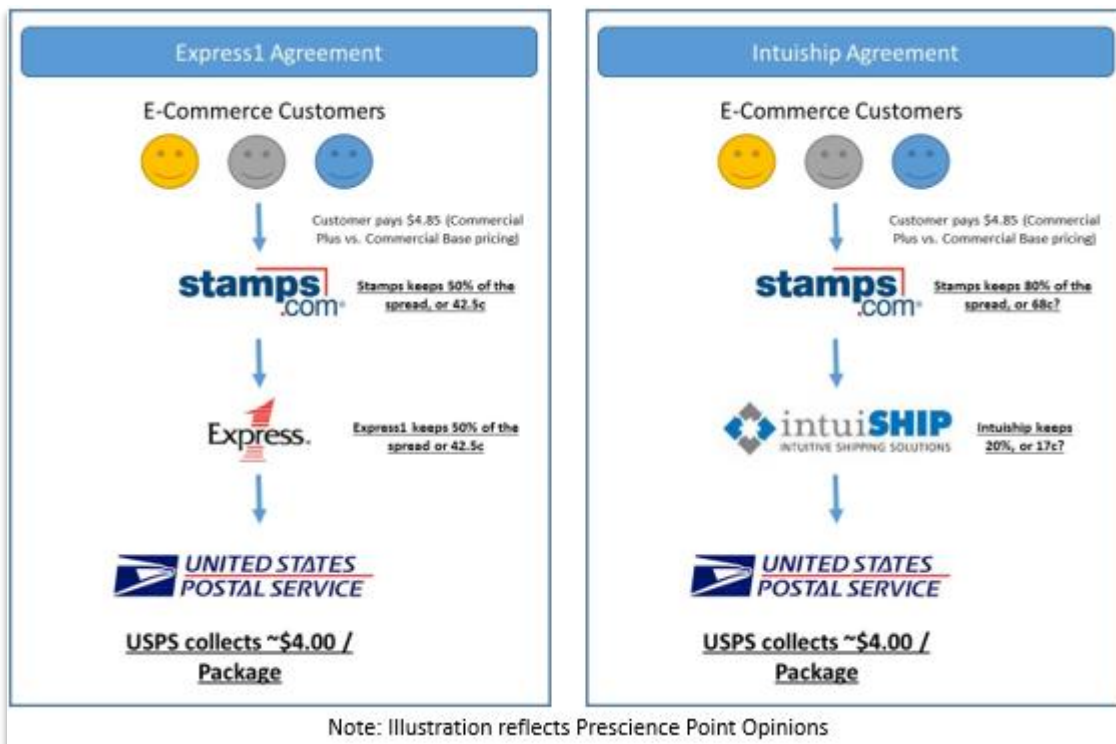 Express1 Agreement
E-Commerce Customers
Customer pays $4.85 (Commercial
Plus vs. Commercial Base pricing)
stamps
.com®
Stamps keeps 50% of the
spread, or 42.5c
Express1
Express1 keeps 50% of the
spread or 42.5c
UNITED STATES
POSTAL SERVICE
USPS collects ~$4.00 /
Package
Intuiship Agreement
E-Commerce Customers
Customer pays $4.85 (Commercial
Plus vs. Commercial Base pricing)
stamps
.com®
Stamps keeps 80% of the
spread, or 68c?
intuiSHIP
INTUITIVE SHIPPING SOLUTIONS
Intuiship keeps
20%, or 17c?
UNITED STATES
POSTAL SERVICE
USPS collects ~$4.00 /
Package
Note: Illustration reflects Prescience Point Opinions